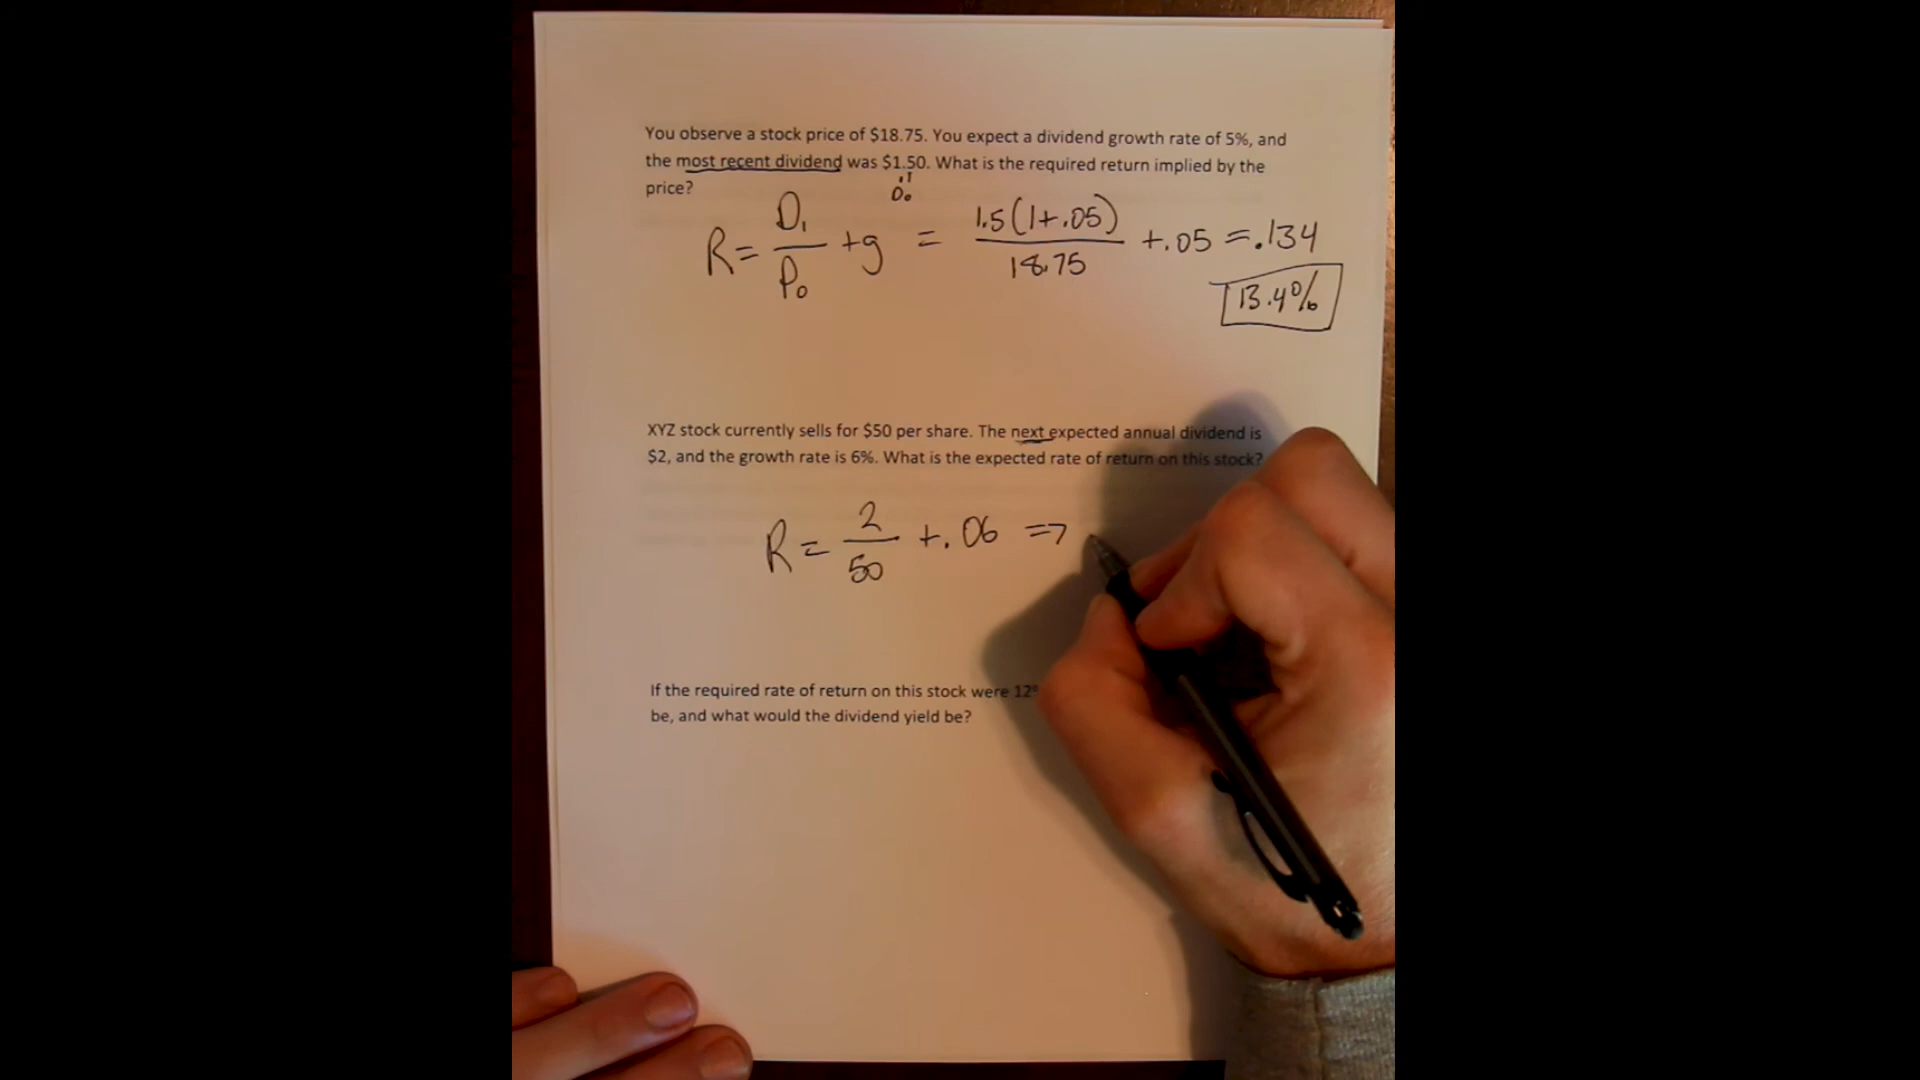 You observe a stock price of $18.75. You expect a dividend growth rate of 5%, and
the most recent dividend was $1.50. What is the required return implied by the
price?
D₀
R = D₁/P₀ + g = 1.5(1+.05)/18.75 + .05 = .134
13.4%
XYZ stock currently sells for $50 per share. The next expected annual dividend is
$2, and the growth rate is 6%. What is the expected rate of return on this stock?
R = 2/50 + .06 =>
If the required rate of return on this stock were 12
be, and what would the dividend yield be?